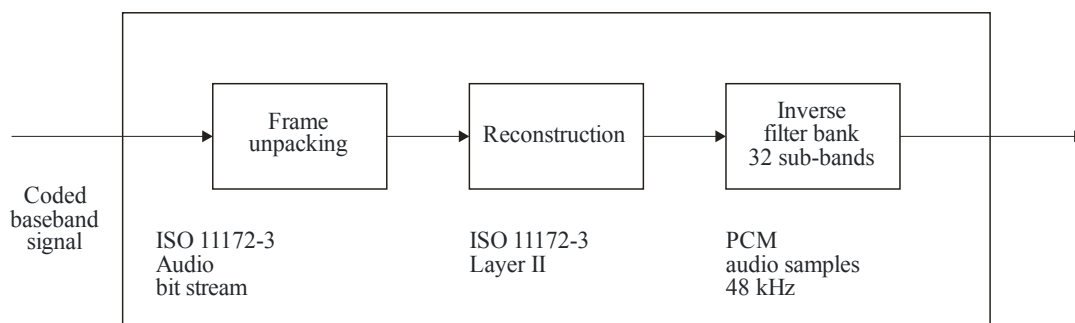 Frame
unpacking
Reconstruction
Inverse
filter bank
32 sub-bands
Coded
baseband
signal
ISO 11172-3
Audio
bit stream
ISO 11172-3
Layer II
PCM
audio samples
48 kHz